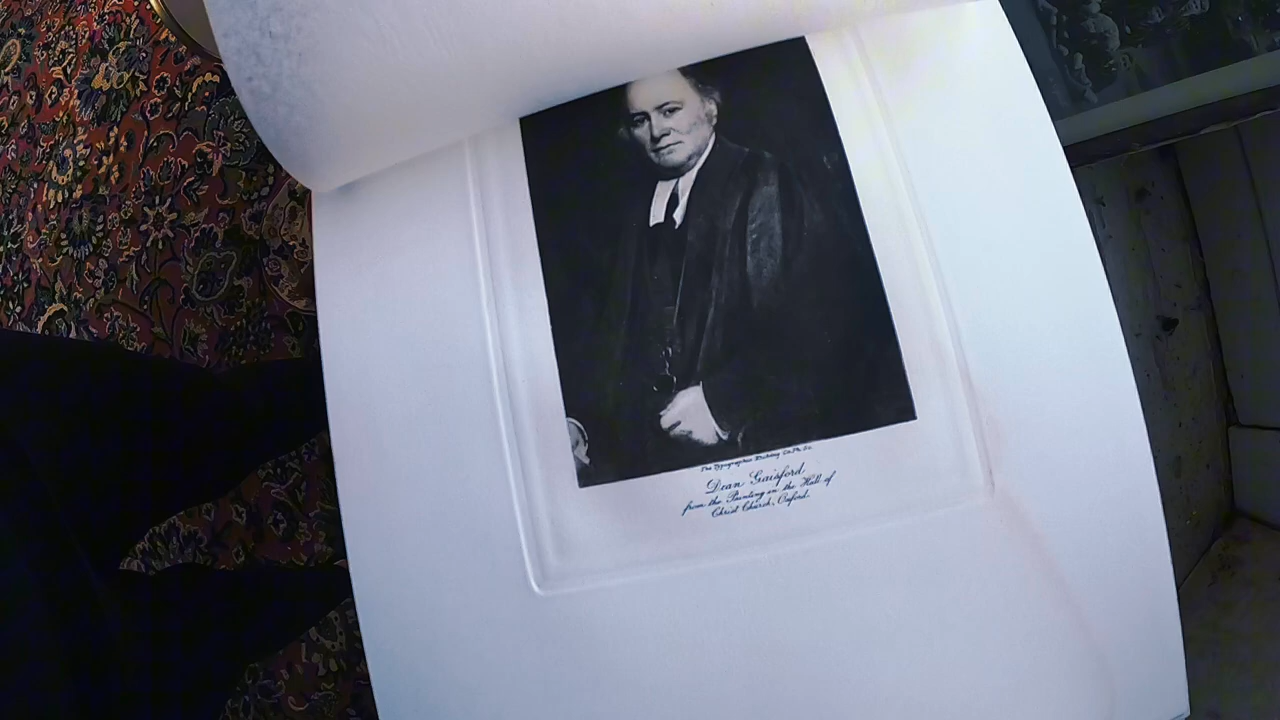 The Typographic Etching Co. Ph. Sc.
Dean Gaisford,
from the Painting in the Hall of
Christ Church, Oxford.